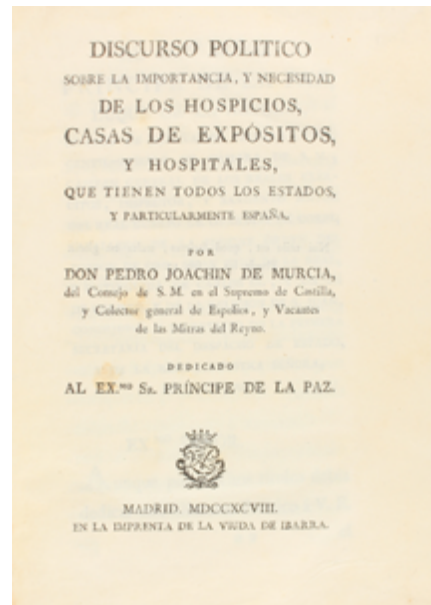 DISCURSO POLITICO
SOBRE LA IMPORTANCIA, Y NECESIDAD
DE LOS HOSPICIOS,
CASAS DE EXPÓSITOS,
Y HOSPITALES,
QUE TIENEN TODOS LOS ESTADOS,
Y PARTICULARMENTE ESPAÑA.
POR
DON PEDRO JOACHIN DE MURCIA,
del Consejo de S. M. en el Supremo de Castilla,
y Colector general de Espolios, y Vacantes
de las Mitras del Reyno.
DEDICADO
AL EX.MO SR. PRÍNCIPE DE LA PAZ.
MADRID. MDCCXCVIII.
EN LA IMPRENTA DE LA VIUDA DE IBARRA.